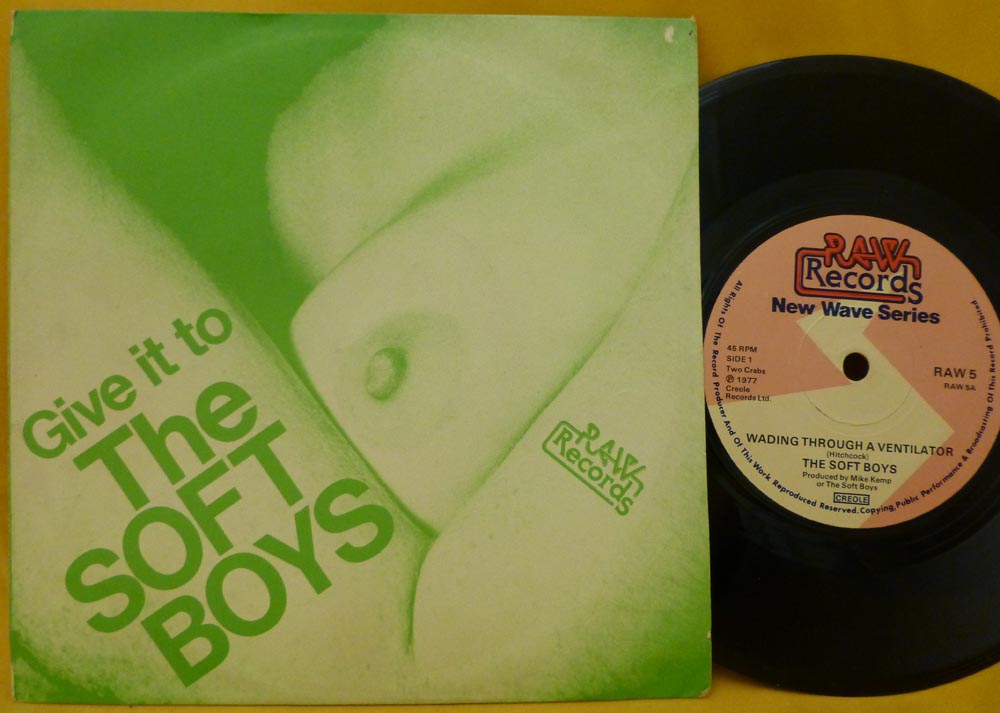 Give it to
The
SOFT
BOYS
RAW
Records
RAW
Records
New Wave Series
45 RPM
SIDE 1
Two Crabs
℗ 1977
Creole
Records Ltd.
RAW 5
RAW 5A
WADING THROUGH A VENTILATOR
(Hitchcock)
THE SOFT BOYS
Produced by Mike Kemp
or The Soft Boys
CREOLE
All Rights Of The Record Producer And Of This Work Reproduced Reserved. Copying, Public Performance & Broadcasting Of This Record Prohibited.